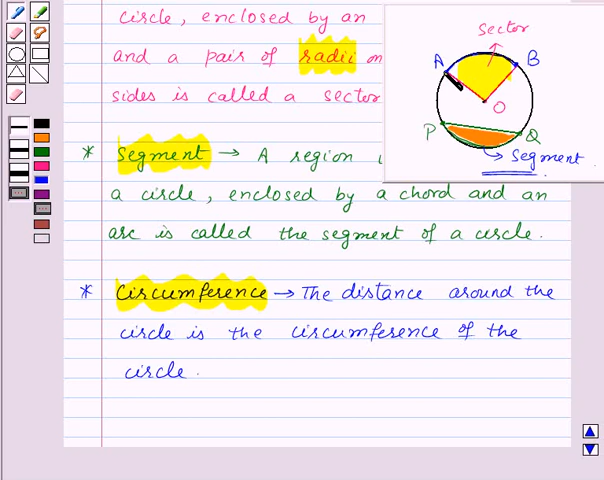 circle, enclosed by an
and a pair of radii on
sides is called a sector
* Segment → A region
a circle, enclosed by a chord and an
arc is called the segment of a circle.
* Circumference → The distance around the
circle is the circumference of the
circle.
Sector
A
B
O
P
Q
Segment